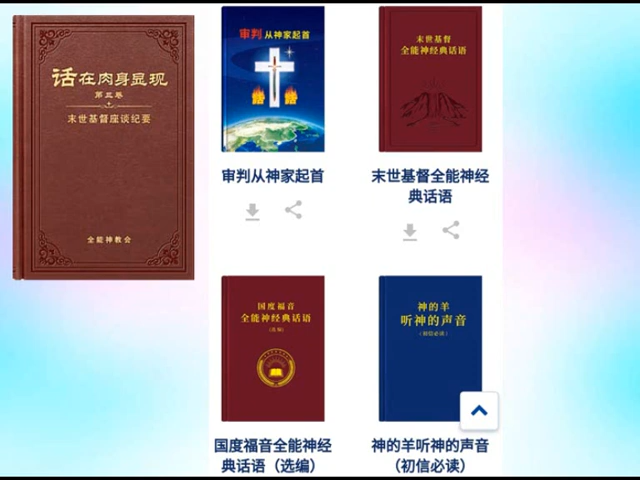 话在肉身显现
第三卷
末世基督座谈纪要
全能神教会
审判从神家起首
审判从神家起首
末世基督
全能神经典话语
末世基督全能神经
典话语
国度福音
全能神经典话语
(选编)
国度福音全能神经
典话语（选编）
神的羊
听神的声音
(初信必读)
神的羊听神的声音
（初信必读）